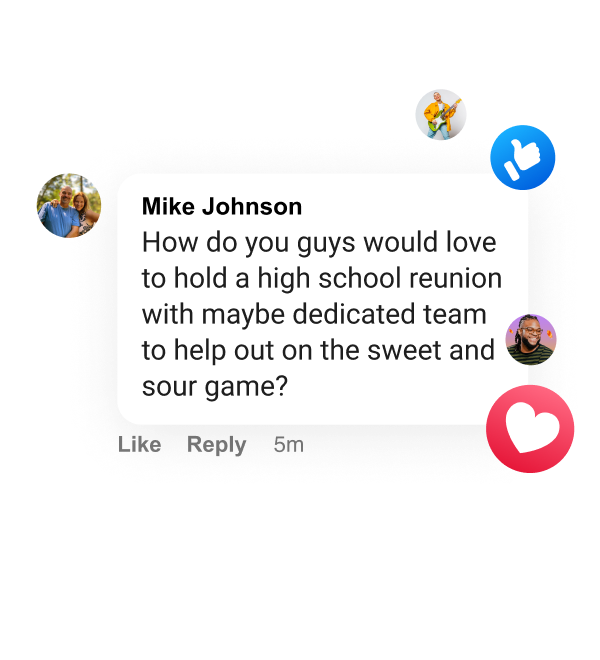 Mike Johnson
How do you guys would love
to hold a high school reunion
with maybe dedicated team
to help out on the sweet and
sour game?
Like Reply 5m